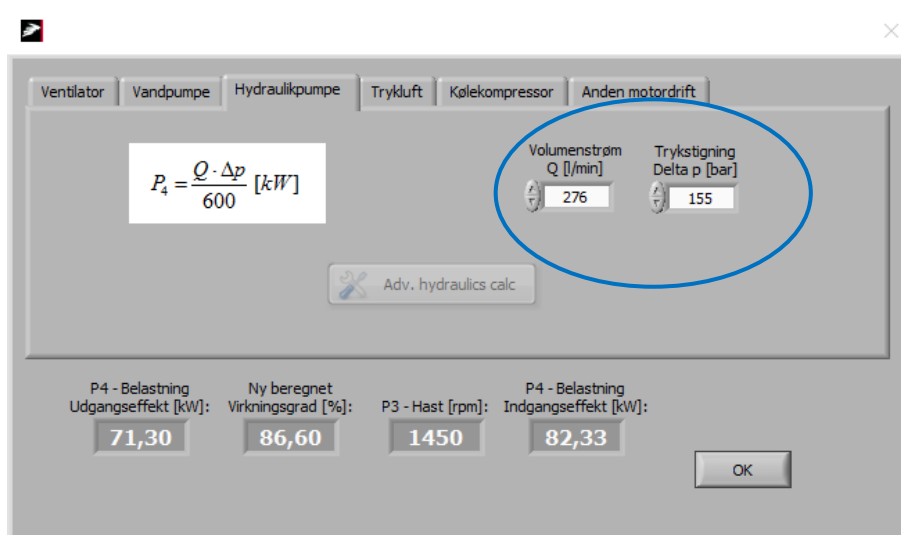 Ventilator Vandpumpe Hydraulikpumpe Trykluft Kølekompressor Anden motordrift
P₄ = Q · Δp / 600 [kW]
Volumenstrøm
Q [l/min]
276
Trykstigning
Delta p [bar]
155
Adv. hydraulics calc
P4 - Belastning
Udgangseffekt [kW]:
71,30
Ny beregnet
Virkningsgrad [%]:
86,60
P3 - Hast [rpm]:
1450
P4 - Belastning
Indgangseffekt [kW]:
82,33
OK